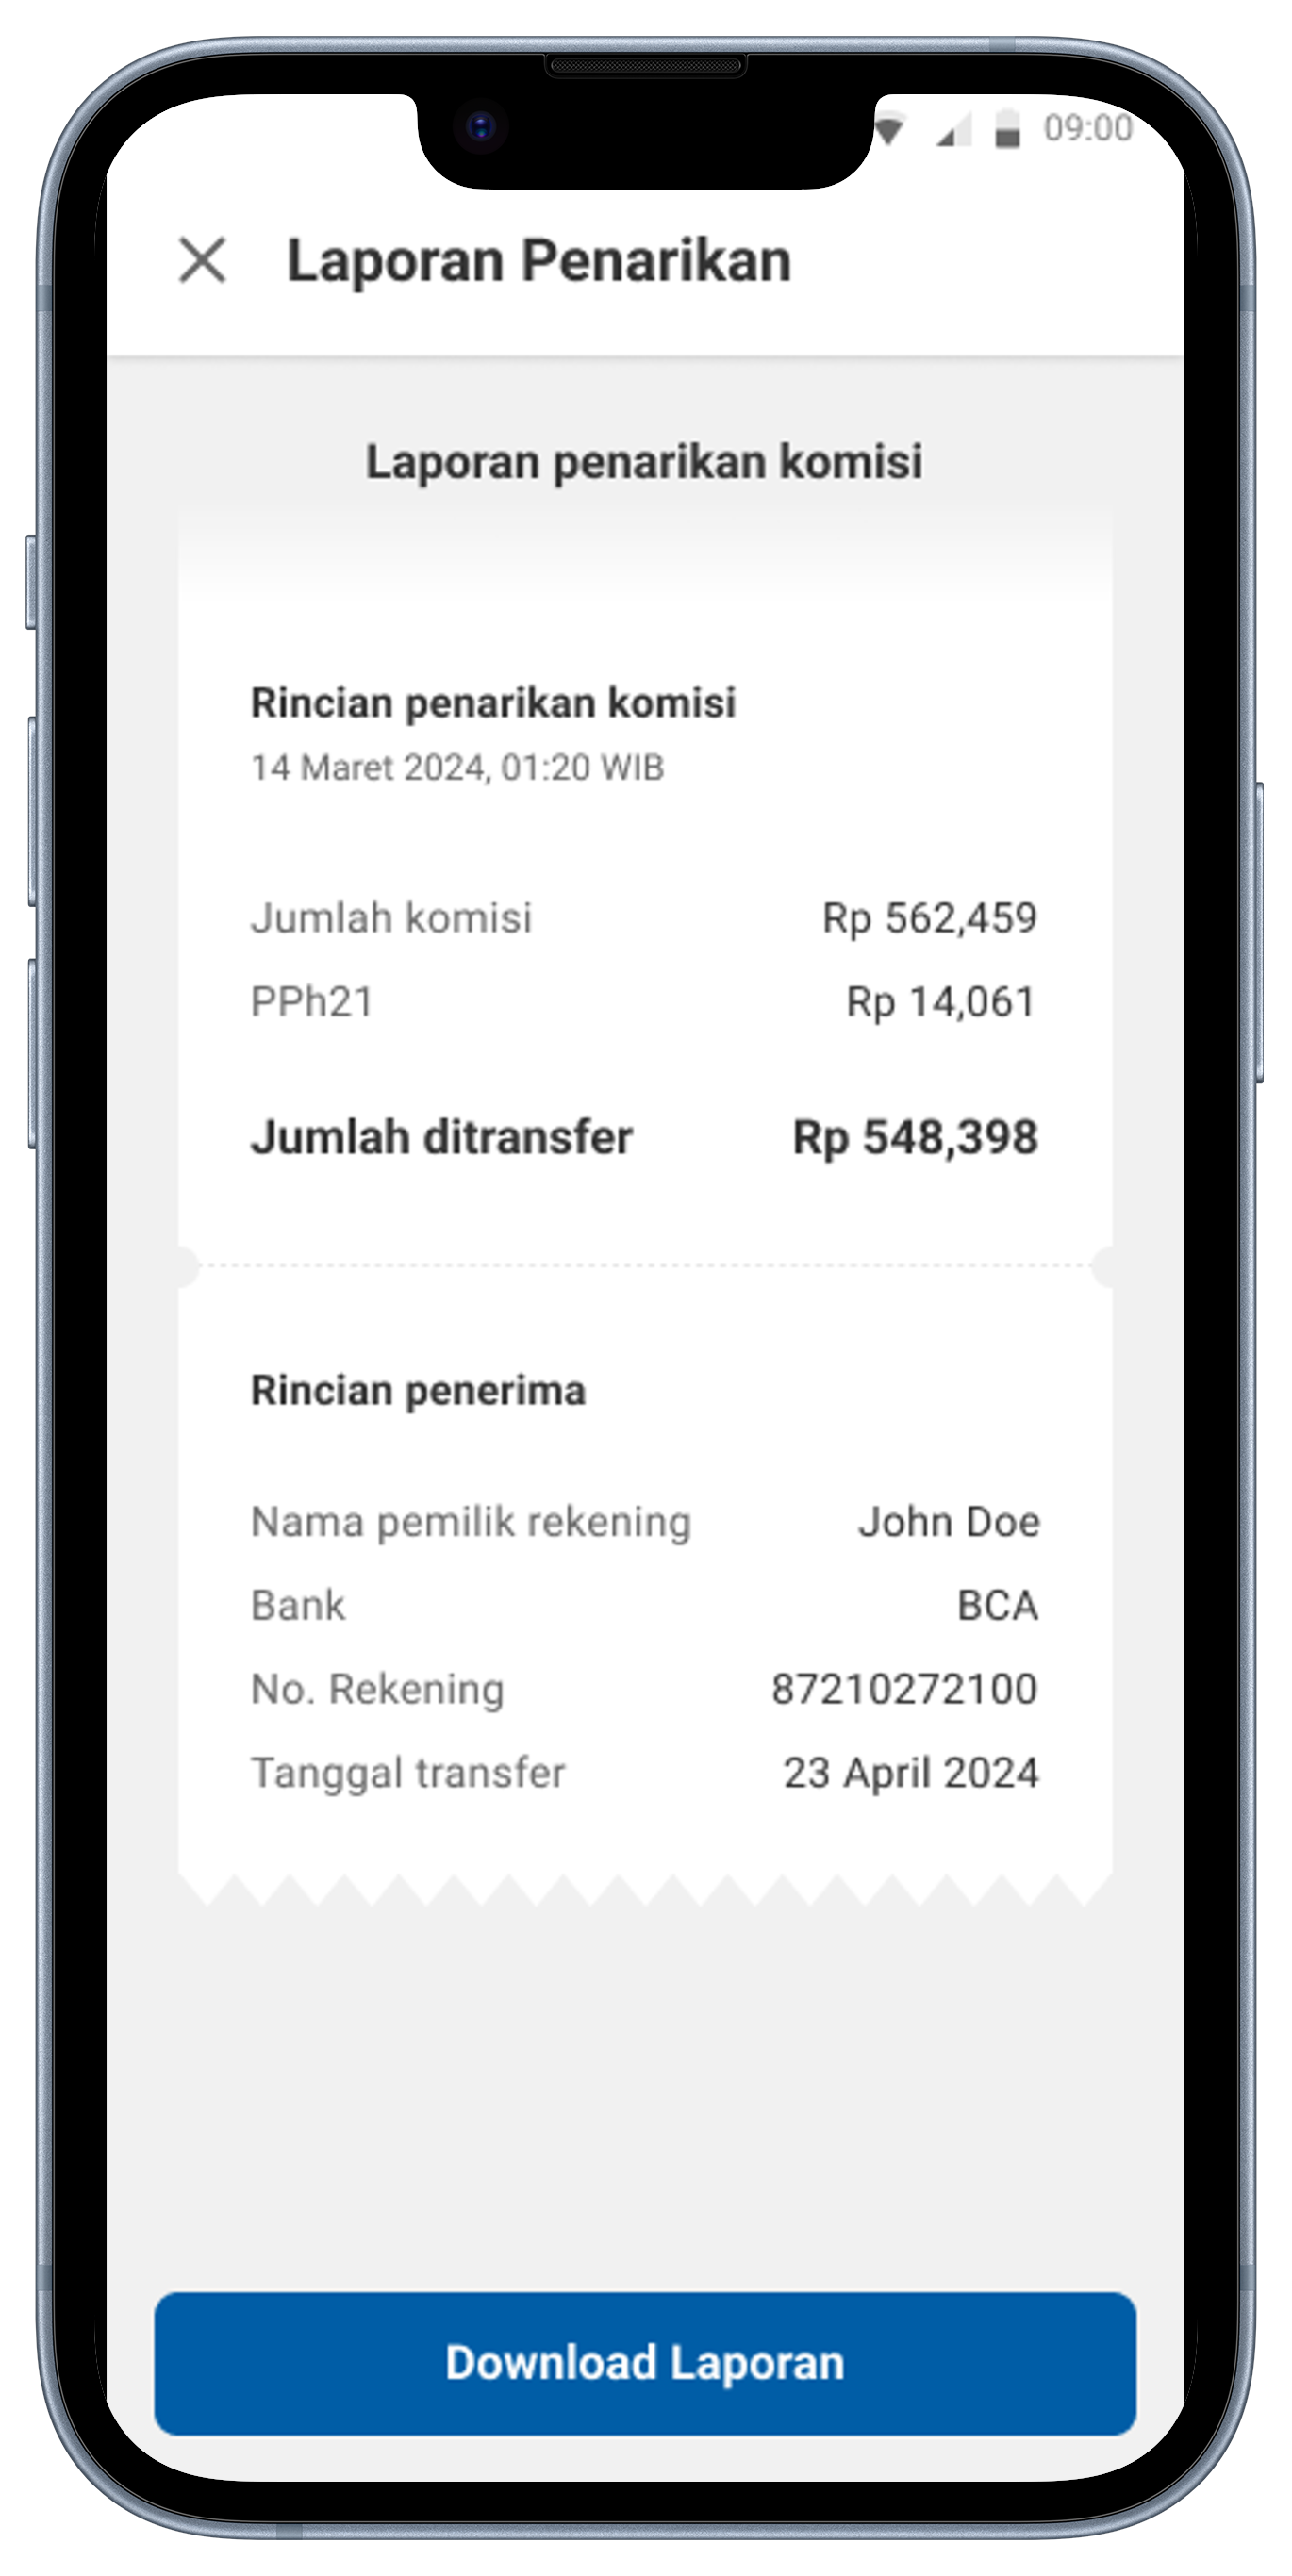 09:00
Laporan Penarikan
Laporan penarikan komisi
Rincian penarikan komisi
14 Maret 2024, 01:20 WIB
Jumlah komisi Rp 562,459
PPh21 Rp 14,061
Jumlah ditransfer Rp 548,398
Rincian penerima
Nama pemilik rekening John Doe
Bank BCA
No. Rekening 87210272100
Tanggal transfer 23 April 2024
Download Laporan